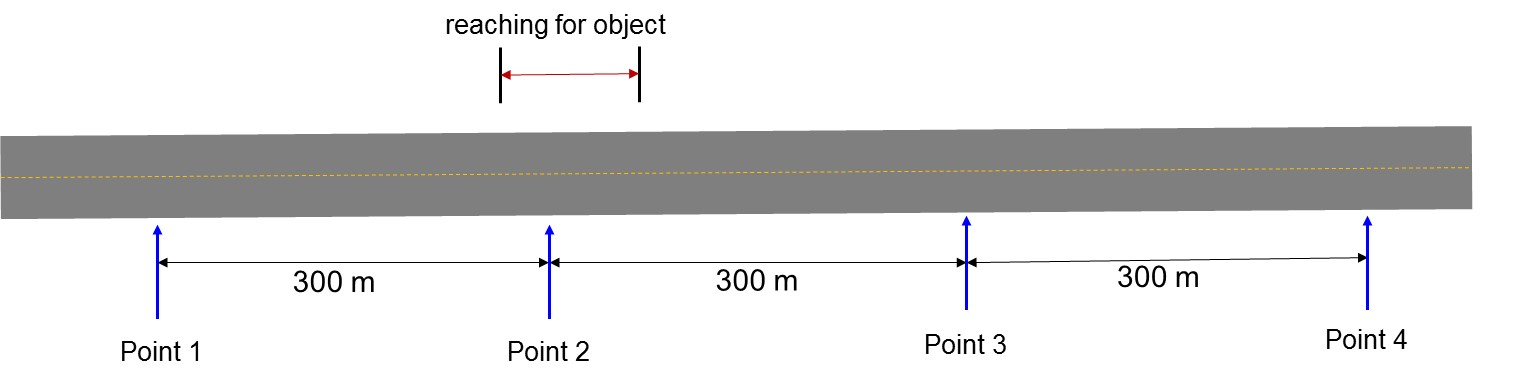 reaching for object
300 m
300 m
300 m
Point 1
Point 2
Point 3
Point 4